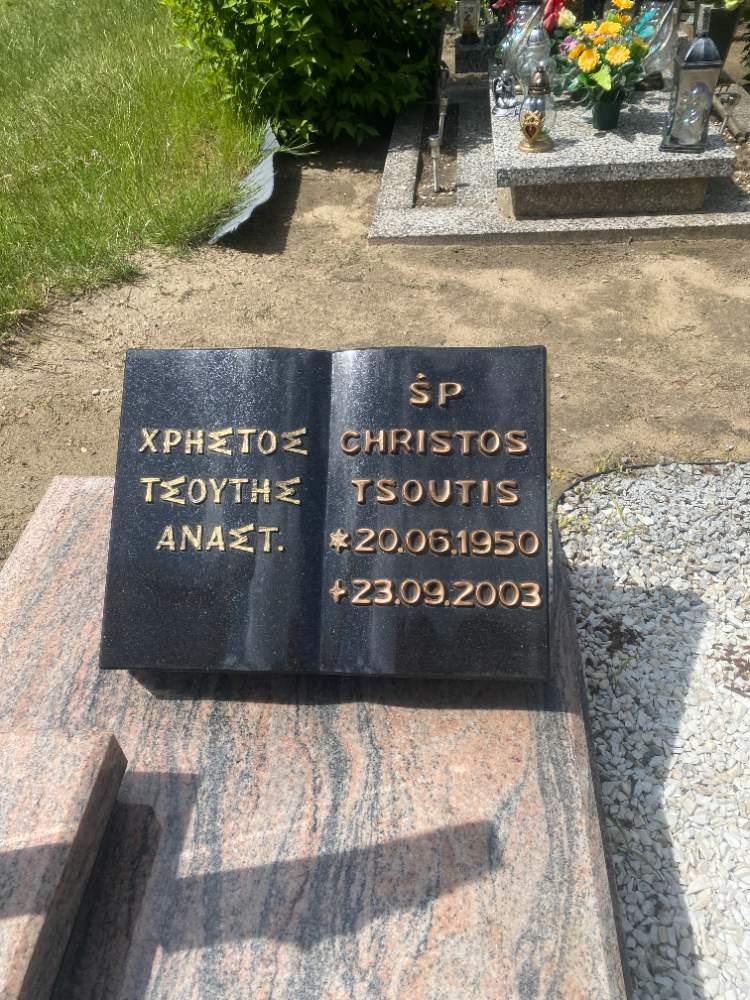 ΧΡΗΣΤΟΣ
ΤΣΟΥΤΗΣ
ΑΝΑΣΤ.
ŚP
CHRISTOS
TSOUTIS
*20.06.1950
+23.09.2003